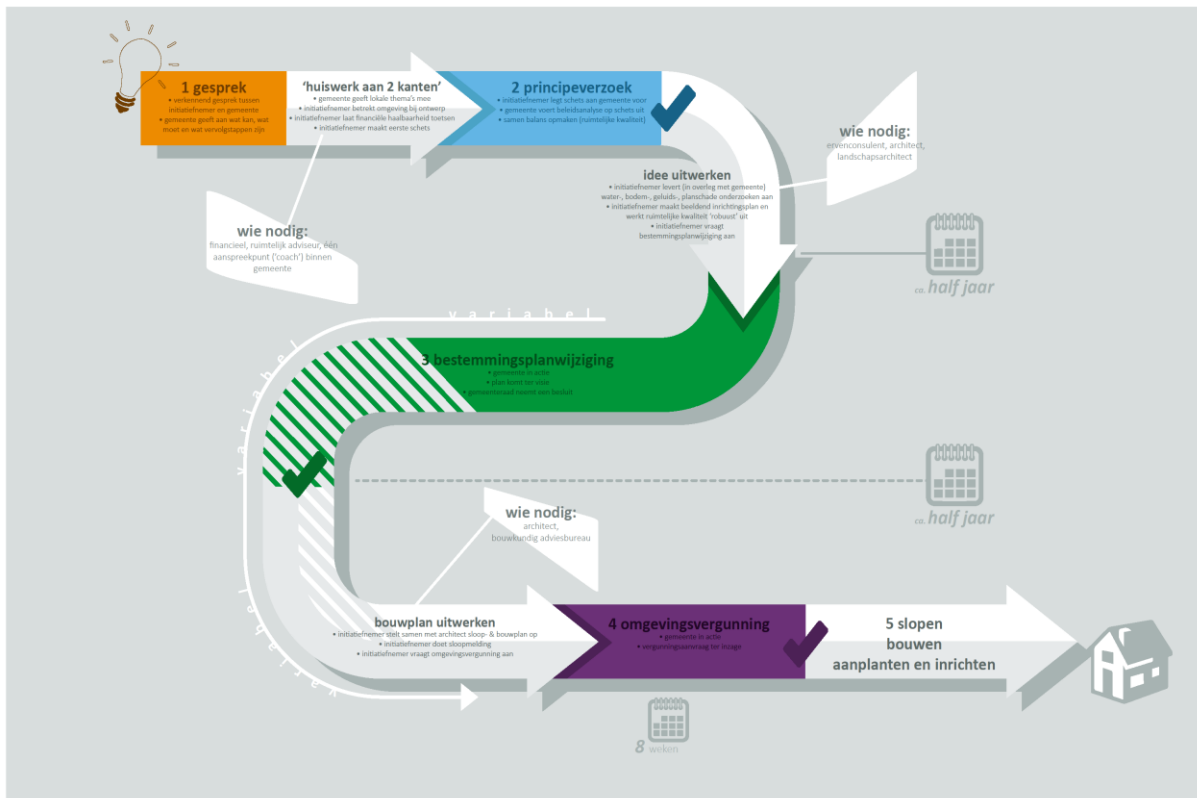 1 gesprek
• verkennend gesprek tussen
initiatiefnemer en gemeente
• gemeente geeft aan wat kan, wat
moet en wat vervolgstappen zijn
‘huiswerk aan 2 kanten’
• gemeente geeft lokale thema's mee
• initiatiefnemer betrekt omgeving bij ontwerp
• initiatiefnemer laat financiële haalbaarheid toetsen
• initiatiefnemer maakt eerste schets
2 principeverzoek
• initiatiefnemer legt schets aan gemeente voor
• gemeente voert beleidsanalyse op schets uit
• samen balans opmaken (ruimtelijke kwaliteit)
wie nodig:
ervenconsulent, architect,
landschapsarchitect
idee uitwerken
• initiatiefnemer levert (in overleg met gemeente)
water-, bodem-, geluids-, planschade onderzoeken aan
• initiatiefnemer maakt beeldend inrichtingsplan en
werkt ruimtelijke kwaliteit ‘robuust’ uit
• initiatiefnemer vraagt
bestemmingsplanwijziging aan
wie nodig:
financieel, ruimtelijk adviseur, één
aanspreekpunt (‘coach’) binnen
gemeente
ca. half jaar
variabel
variabel
3 bestemmingsplanwijziging
• gemeente in actie
• plan komt ter visie
• gemeenteraad neemt een besluit
ca. half jaar
wie nodig:
architect,
bouwkundig adviesbureau
variabel
bouwplan uitwerken
• initiatiefnemer stelt samen met architect sloop- & bouwplan op
• initiatiefnemer doet sloopmelding
• initiatiefnemer vraagt omgevingsvergunning aan
4 omgevingsvergunning
• gemeente in actie
• vergunningsaanvraag ter inzage
5 slopen
bouwen
aanplanten en inrichten
8 weken